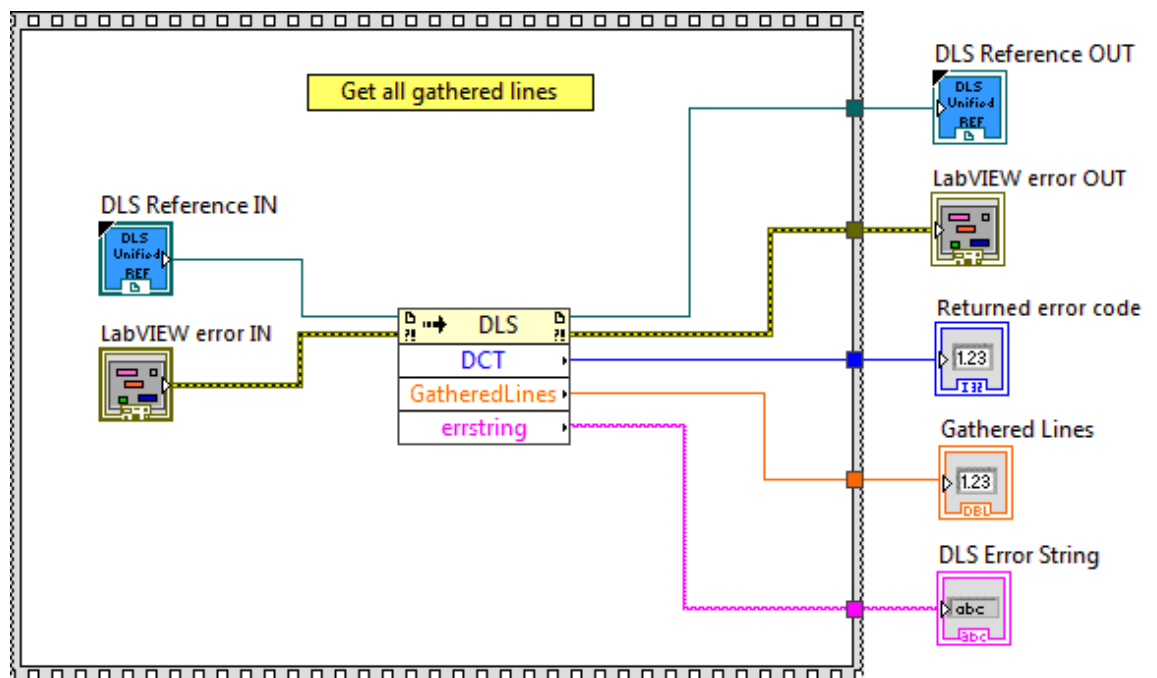 DLS Reference OUT
DLS
Unified
REF
Get all gathered lines
LabVIEW error OUT
DLS Reference IN
DLS
Unified
REF
LabVIEW error IN
?!
DLS
?!
DCT
GatheredLines
errstring
Returned error code
1.23
I32
Gathered Lines
1.23
DBL
DLS Error String
abc
abc